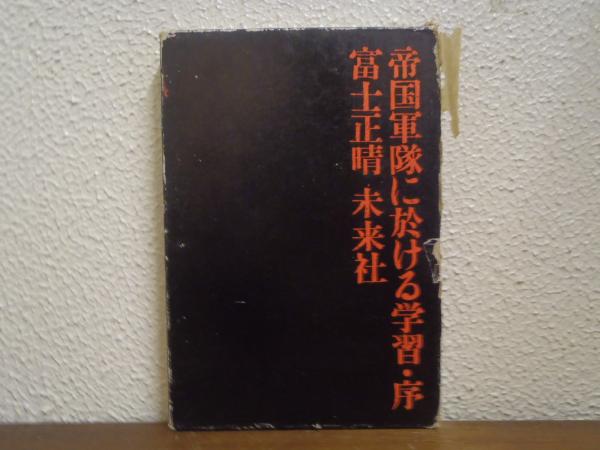 帝国軍隊に於ける学習・序
富士正晴 未来社